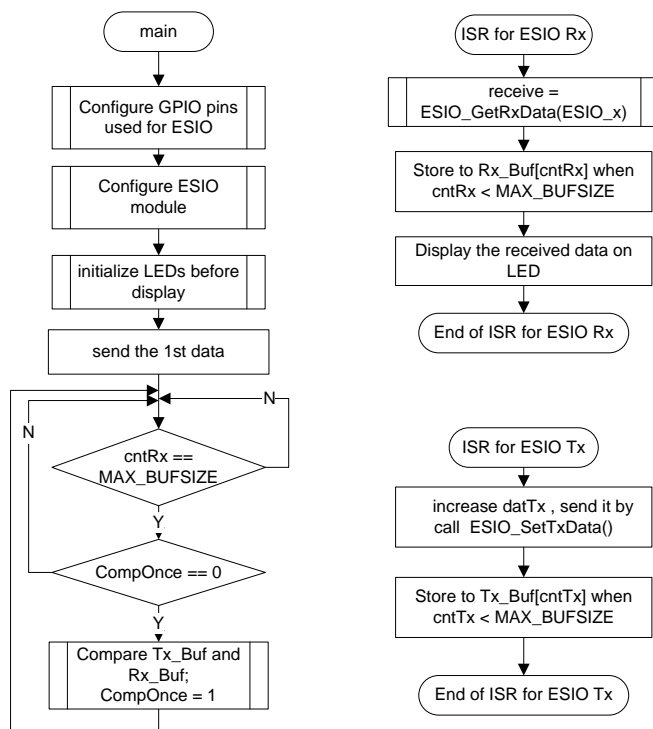 main
Configure GPIO pins
used for ESIO
Configure ESIO
module
initialize LEDs before
display
send the 1st data
N
N
cntRx ==
MAX_BUFSIZE
Y
CompOnce == 0
Y
Compare Tx_Buf and
Rx_Buf;
CompOnce = 1
ISR for ESIO Rx
receive =
ESIO_GetRxData(ESIO_x)
Store to Rx_Buf[cntRx] when
cntRx < MAX_BUFSIZE
Display the received data on
LED
End of ISR for ESIO Rx
ISR for ESIO Tx
increase datTx , send it by
call ESIO_SetTxData()
Store to Tx_Buf[cntTx] when
cntTx < MAX_BUFSIZE
End of ISR for ESIO Tx